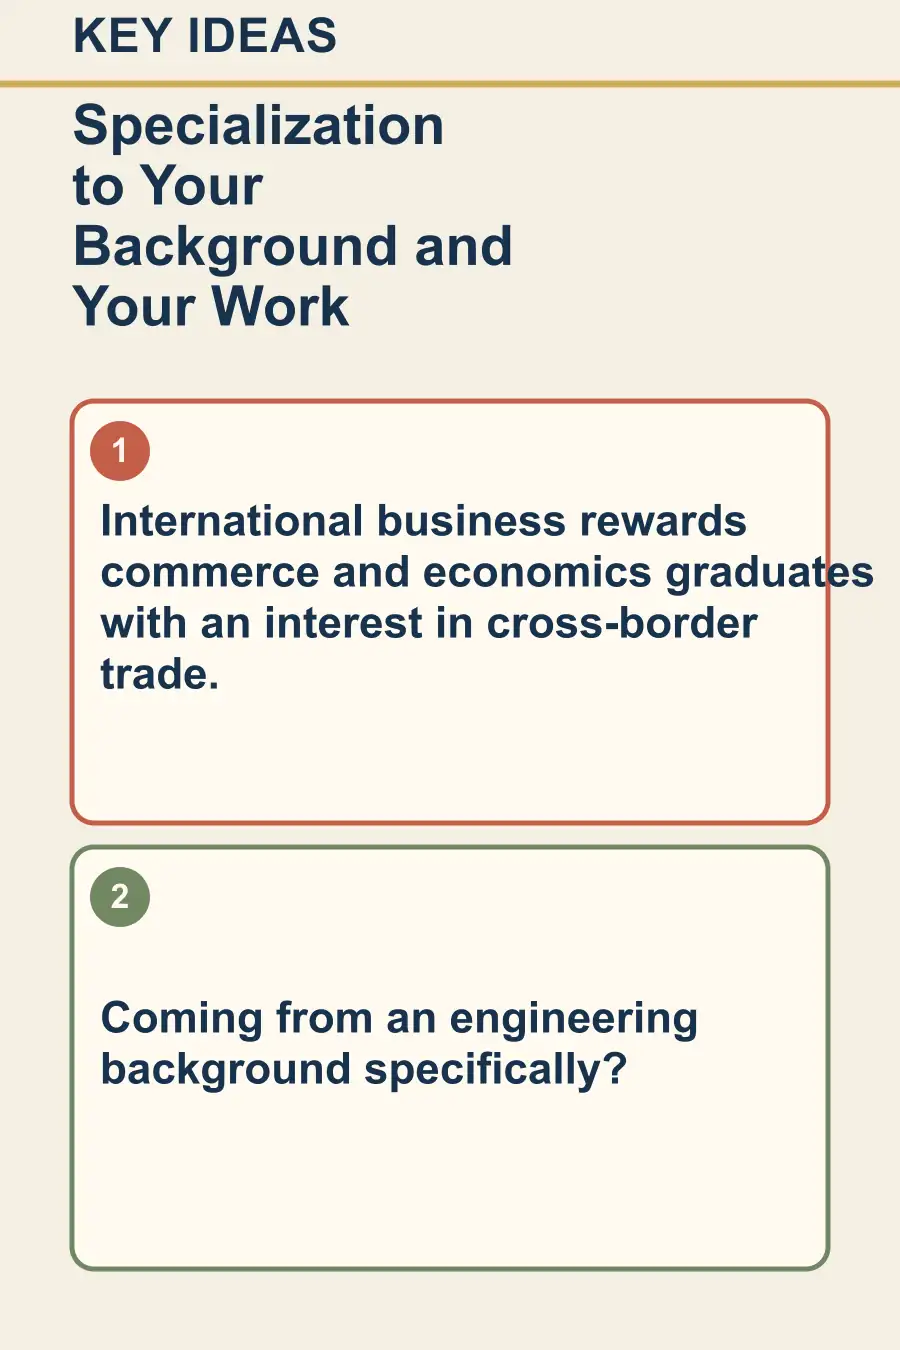 KEY IDEAS
Specialization
to Your
Background and
Your Work
1
International business rewards
commerce and economics graduates
with an interest in cross-border
trade.
2
Coming from an engineering
background specifically?